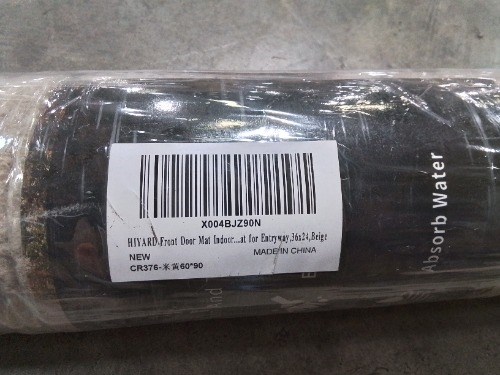 X004BJZ90N
HIYARD Front Door Mat Indoor...at for Entryway,36x24,Beige
NEW
MADE IN CHINA
CR376-米黄60*90
Absorb Water